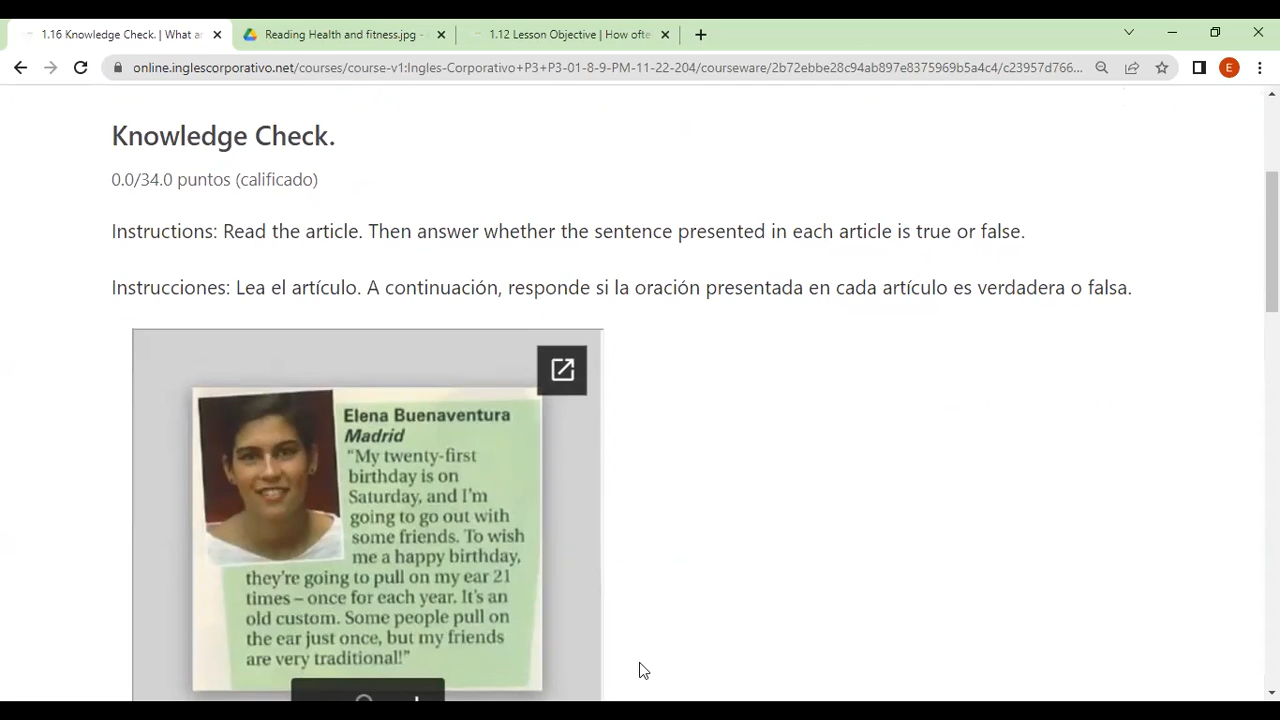 1.16 Knowledge Check. | What ar
Reading Health and fitness.jpg -
1.12 Lesson Objective | How ofte
online.inglescorporativo.net/courses/course-v1:Ingles-Corporativo+P3+P3-01-8-9-PM-11-22-204/courseware/2b72ebbe28c94ab897e8375969b5a4c4/c23957d766...
E
Knowledge Check.
0.0/34.0 puntos (calificado)
Instructions: Read the article. Then answer whether the sentence presented in each article is true or false.
Instrucciones: Lea el artículo. A continuación, responde si la oración presentada en cada artículo es verdadera o falsa.
Elena Buenaventura
Madrid
"My twenty-first
birthday is on
Saturday, and I'm
going to go out with
some friends. To wish
me a happy birthday,
they're going to pull on my ear 21
times – once for each year. It's an
old custom. Some people pull on
the ear just once, but my friends
are very traditional!"